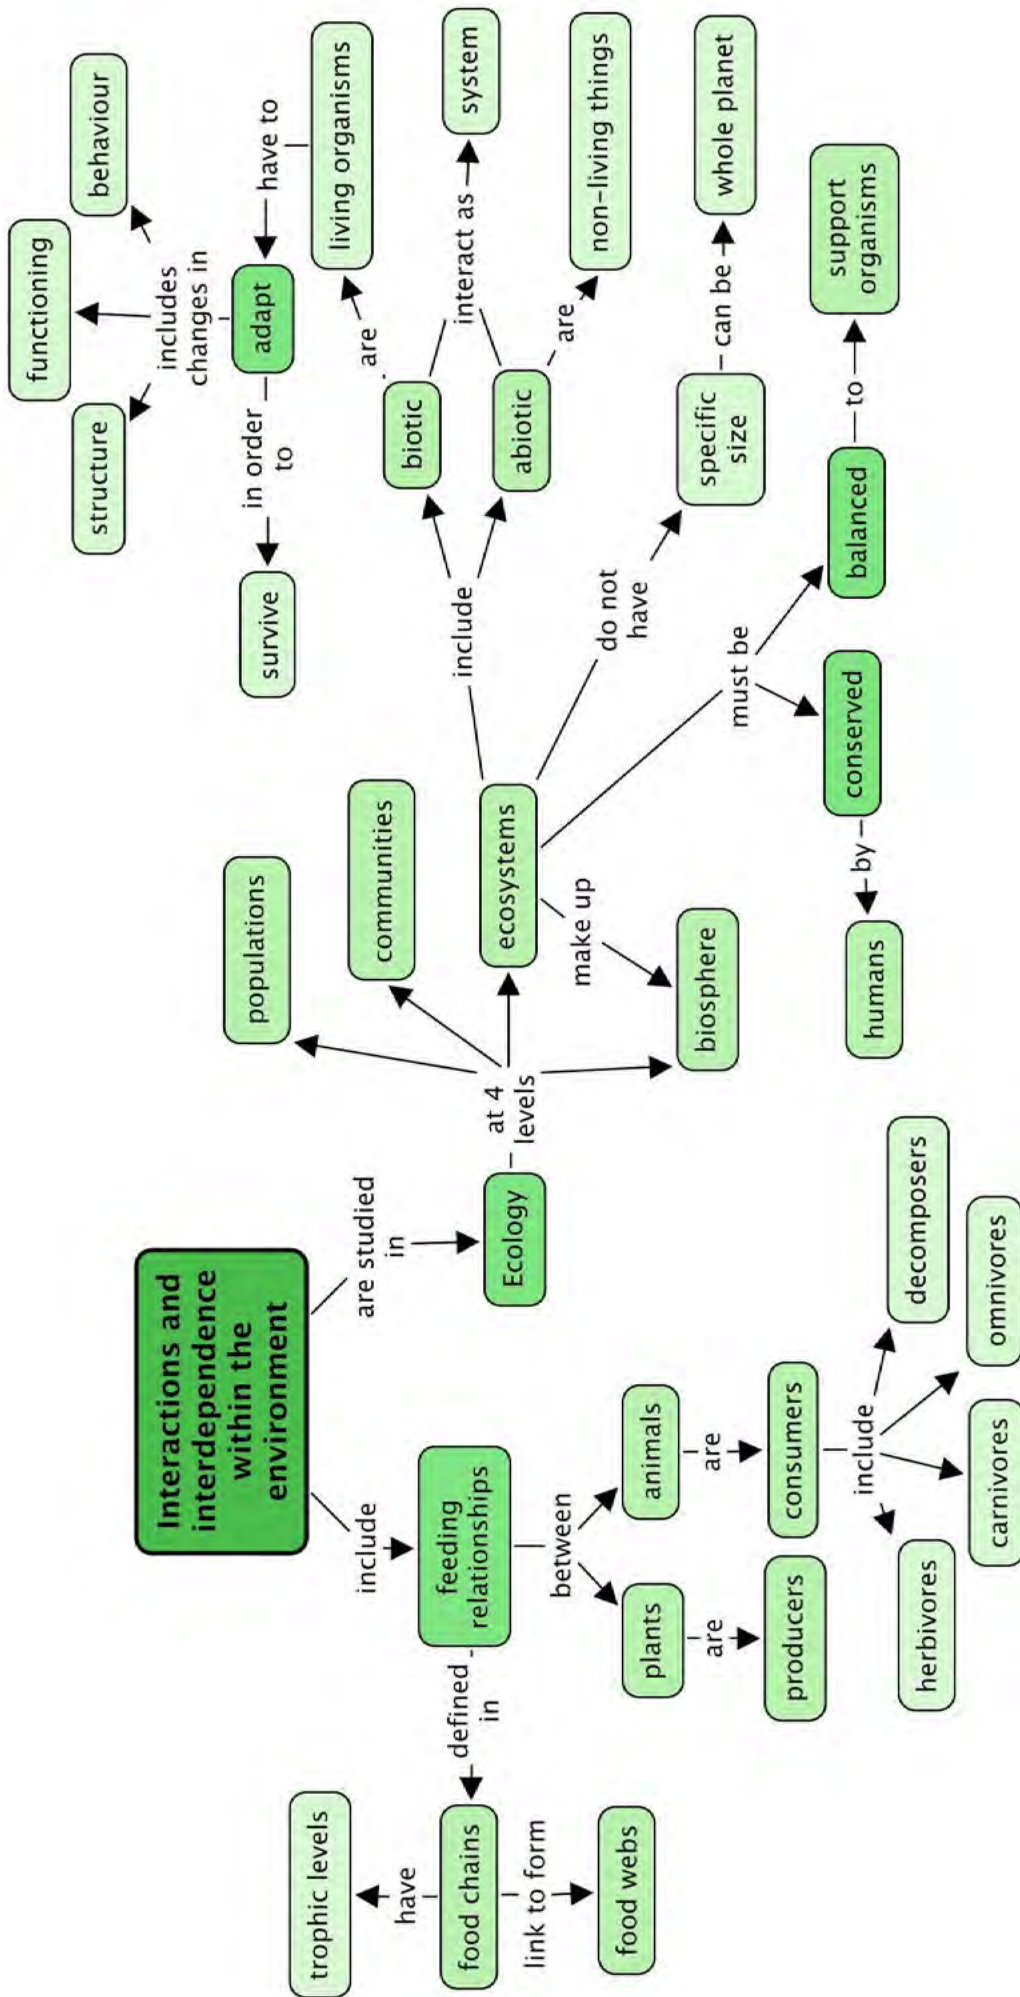 Interactions and
interdependence
within the
environment
include
are studied
in
feeding
relationships
Ecology
defined
in
food chains
have
trophic levels
link to form
food webs
between
plants
are
producers
animals
are
consumers
include
herbivores
carnivores
omnivores
decomposers
at 4
levels
populations
communities
ecosystems
biosphere
make up
include
biotic
abiotic
are
living organisms
have to
adapt
in order
to
survive
includes
changes in
structure
functioning
behaviour
interact as
system
are
non-living things
do not
have
specific
size
can be
whole planet
must be
conserved
by
humans
balanced
to
support
organisms